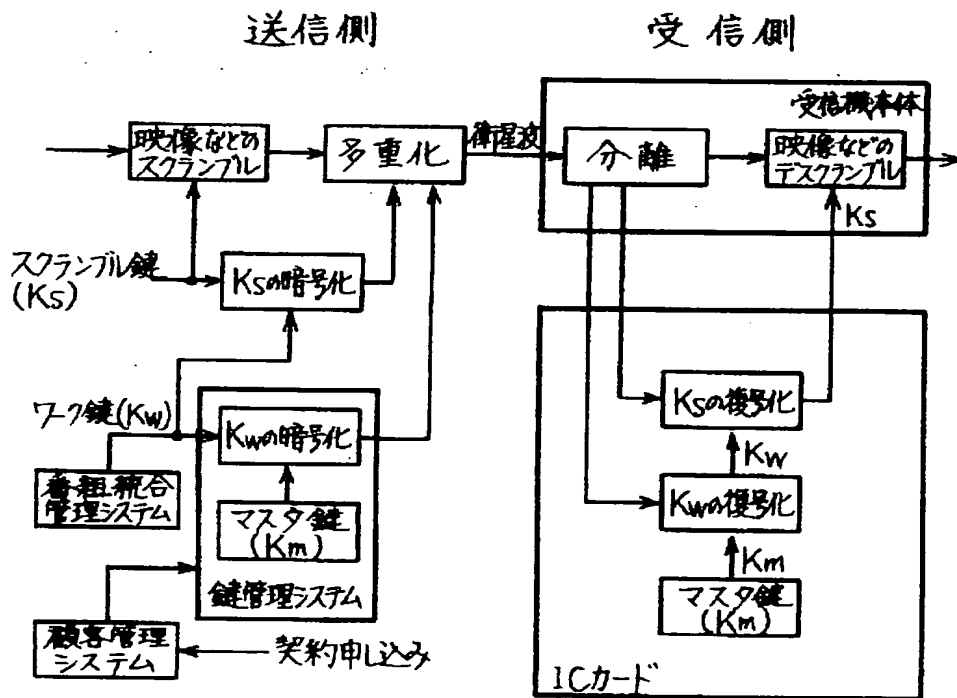 送信側
受信側
受信機本体
映像などの
スクランブル
多重化
衛星波
分離
映像などの
デスクランブル
Ks
スクランブル鍵
(Ks)
Ksの暗号化
ワーク鍵(Kw)
Kwの暗号化
Ksの復号化
Kw
番組統合
管理システム
マスタ鍵
(Km)
Kwの復号化
Km
鍵管理システム
マスタ鍵
(Km)
顧客管理
システム
契約申し込み
ICカード